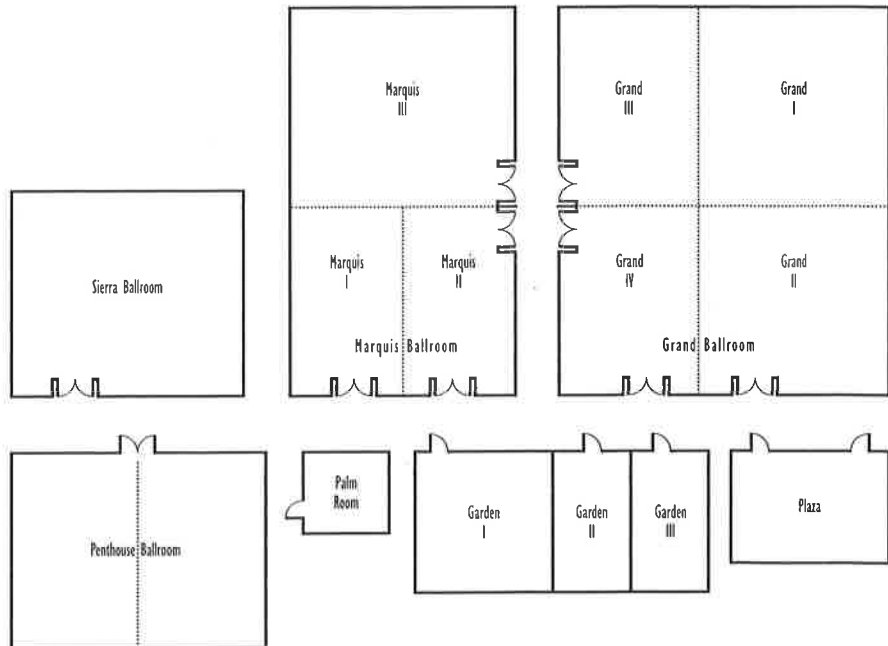 Marquis
III
Grand
III
Grand
I
Sierra Ballroom
Marquis
I
Marquis
II
Marquis Ballroom
Grand
IV
Grand
II
Grand Ballroom
Penthouse Ballroom
Palm
Room
Garden
I
Garden
II
Garden
III
Plaza